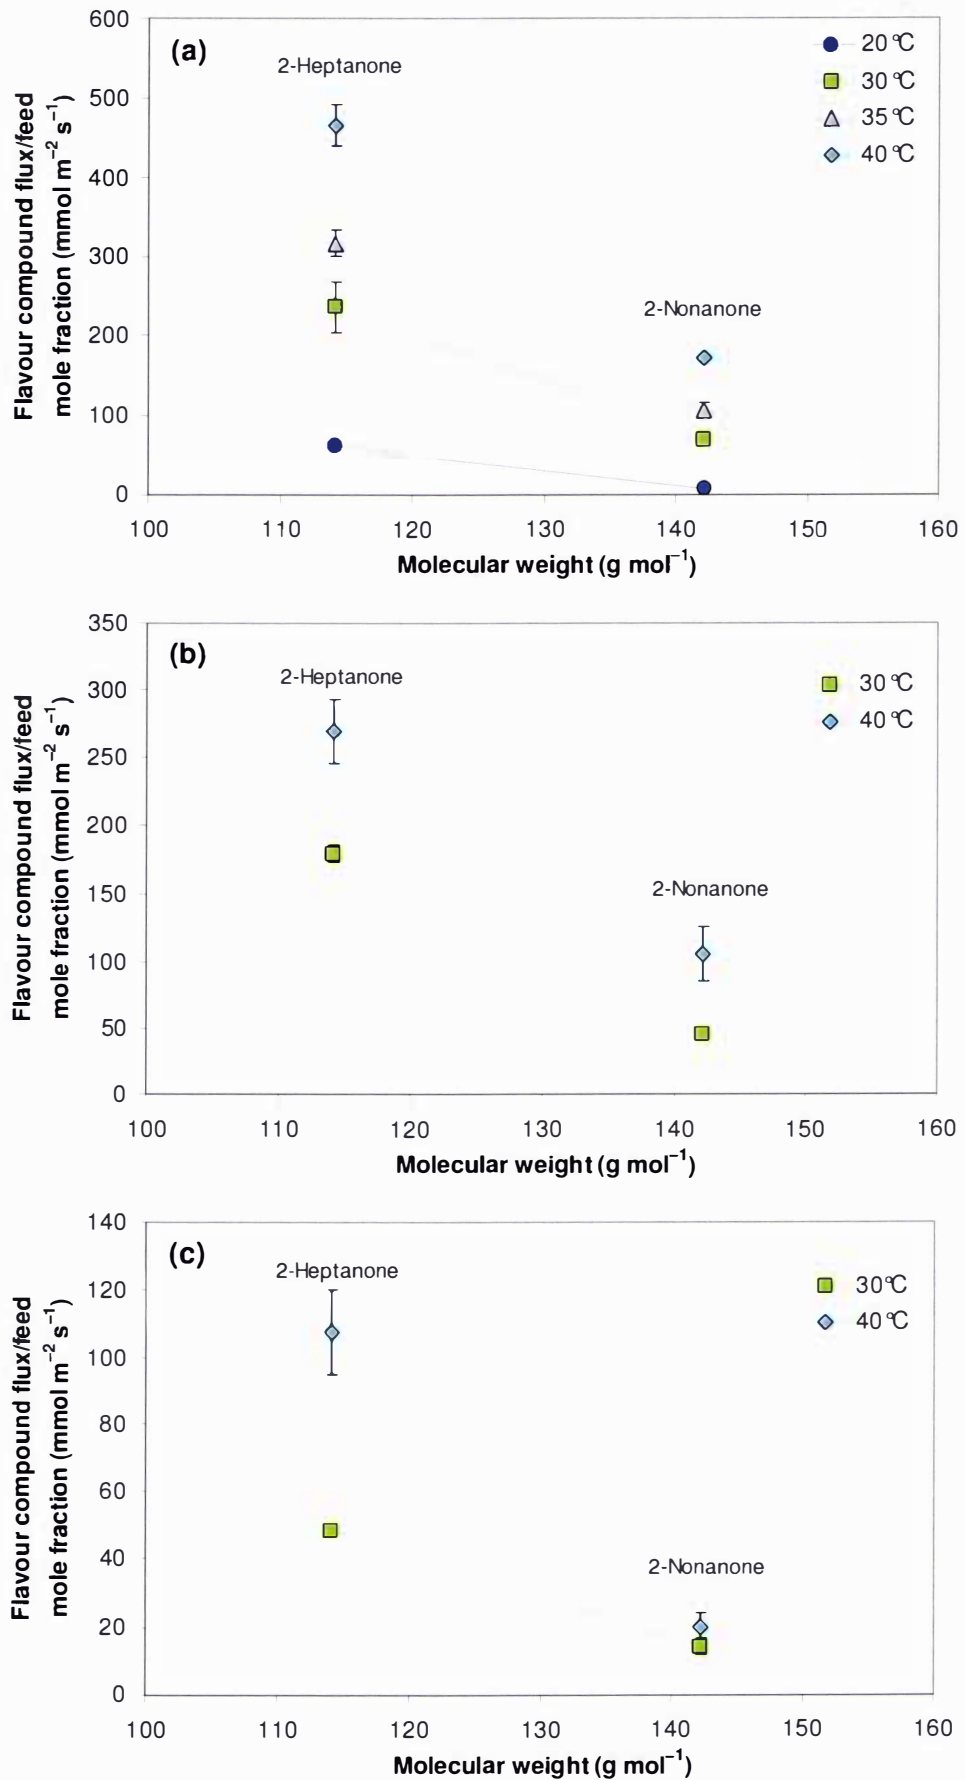 600
(a)
2-Heptanone
20 °C
30 °C
35 °C
40 °C
500
400
300
200
100
0
2-Nonanone
Flavour compound flux/feed
mole fraction (mmol m⁻² s⁻¹)
100 110 120 130 140 150 160
Molecular weight (g mol⁻¹)
350
(b)
2-Heptanone
30 °C
40 °C
300
250
200
150
100
50
0
2-Nonanone
Flavour compound flux/feed
mole fraction (mmol m⁻² s⁻¹)
100 110 120 130 140 150 160
Molecular weight (g mol⁻¹)
140
(c)
2-Heptanone
30 °C
40 °C
120
100
80
60
40
20
0
2-Nonanone
Flavour compound flux/feed
mole fraction (mmol m⁻² s⁻¹)
100 110 120 130 140 150 160
Molecular weight (g mol⁻¹)